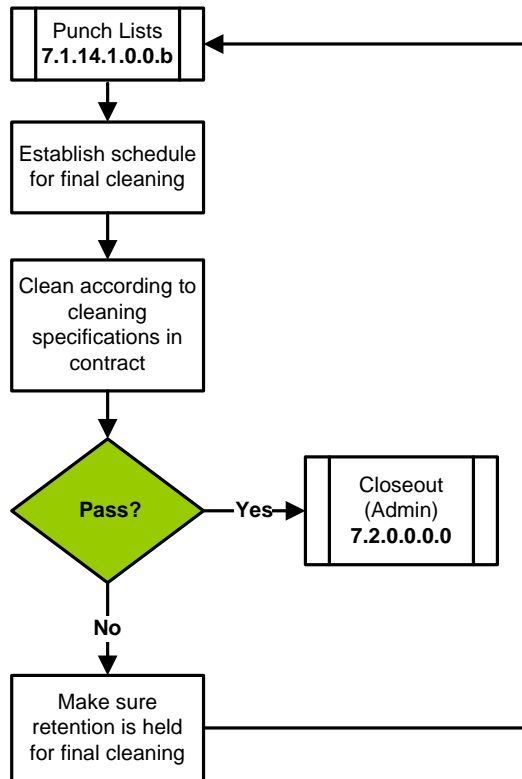 Punch Lists
7.1.14.1.0.0.b
Establish schedule
for final cleaning
Clean according to
cleaning
specifications in
contract
Pass?
Yes
Closeout
(Admin)
7.2.0.0.0.0
No
Make sure
retention is held
for final cleaning